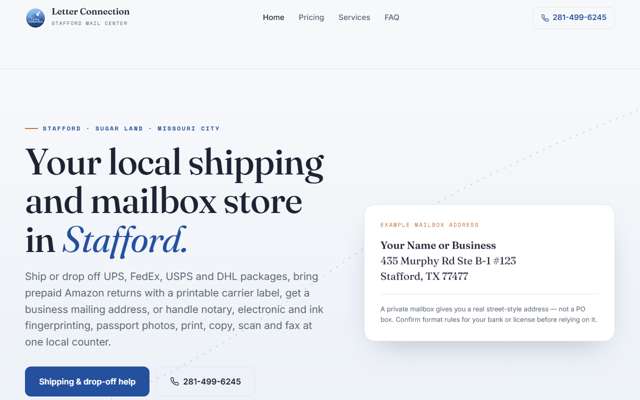 Letter Connection
STAFFORD MAIL CENTER
Home
Pricing
Services
FAQ
281-499-6245
STAFFORD · SUGAR LAND · MISSOURI CITY
Your local shipping
and mailbox store
in Stafford.
Ship or drop off UPS, FedEx, USPS and DHL packages, bring
prepaid Amazon returns with a printable carrier label, get a
business mailing address, or handle notary, electronic and ink
fingerprinting, passport photos, print, copy, scan and fax at
one local counter.
Shipping & drop-off help
281-499-6245
EXAMPLE MAILBOX ADDRESS
Your Name or Business
435 Murphy Rd Ste B-1 #123
Stafford, TX 77477
A private mailbox gives you a real street-style address — not a PO
box. Confirm format rules for your bank or license before relying on it.